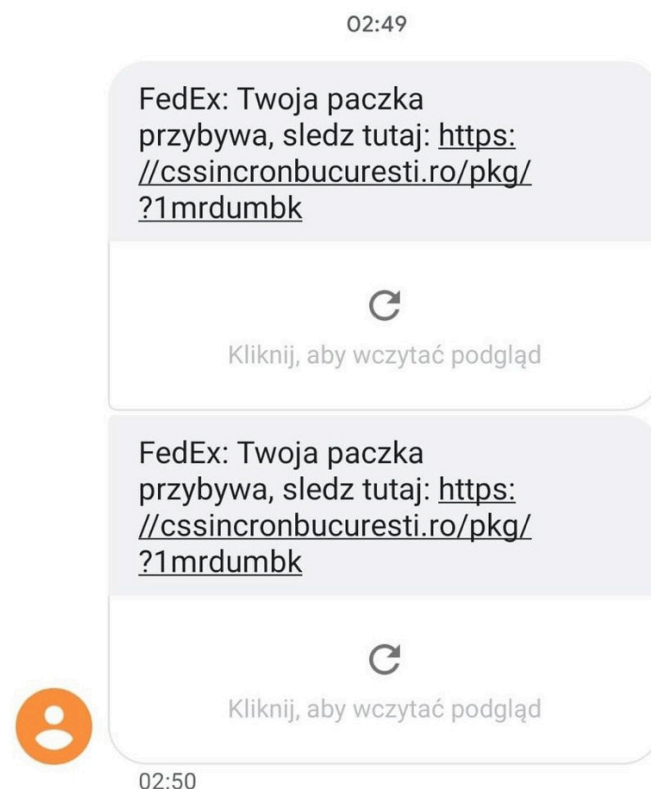 02:49
FedEx: Twoja paczka
przybywa, sledz tutaj: https:
//cssincronbucuresti.ro/pkg/
?1mrdumbk
Kliknij, aby wczytać podgląd
FedEx: Twoja paczka
przybywa, sledz tutaj: https:
//cssincronbucuresti.ro/pkg/
?1mrdumbk
Kliknij, aby wczytać podgląd
02:50